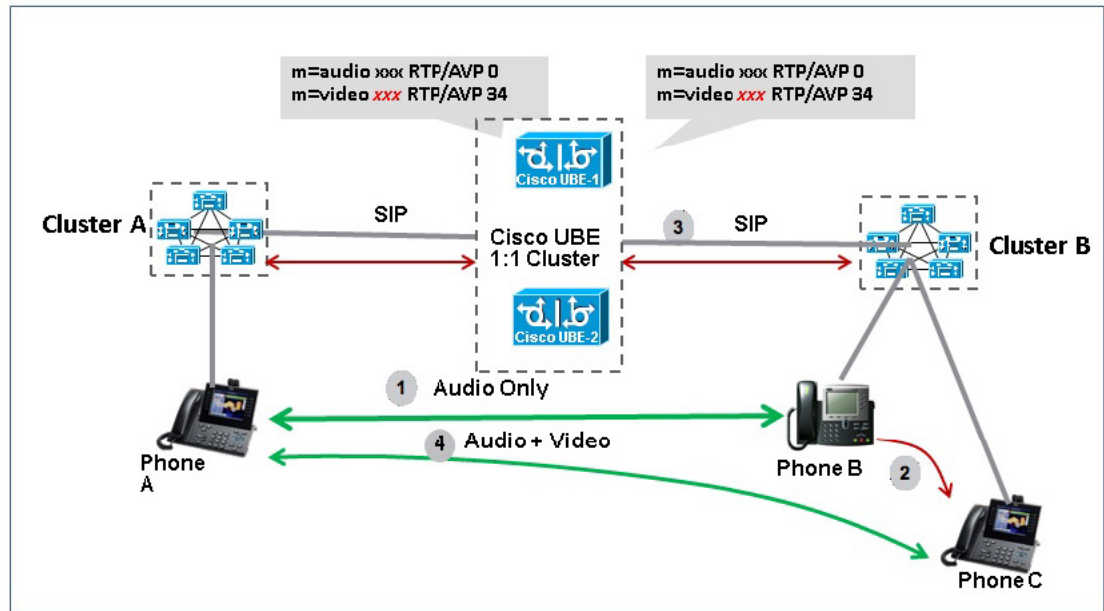 m=audio xxx RTP/AVP 0
m=video xxx RTP/AVP 34
m=audio xxx RTP/AVP 0
m=video xxx RTP/AVP 34
Cisco UBE-1
Cluster A
SIP
Cisco UBE
1:1 Cluster
3
SIP
Cluster B
Cisco UBE-2
1
Audio Only
4
Audio + Video
Phone
A
Phone B
2
Phone C